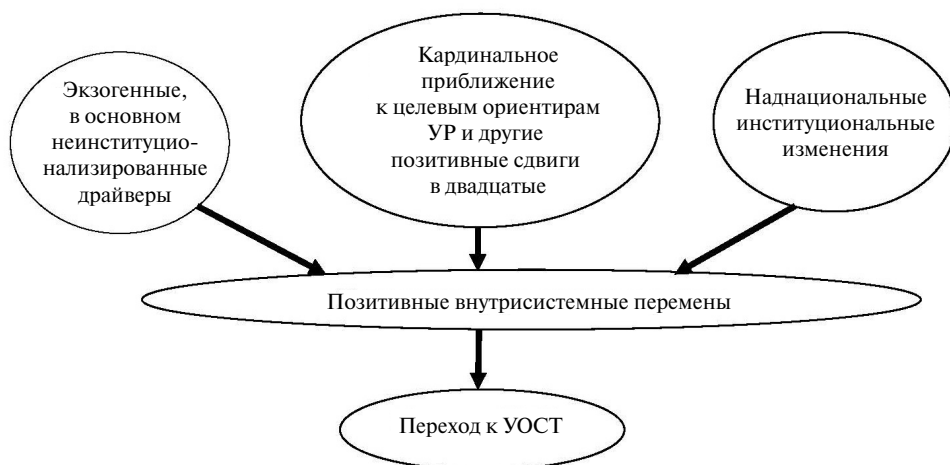 Экзогенные,
в основном
неинституцио-
нализированные
драйверы
Кардинальное
приближение
к целевым ориентирам
УР и другие
позитивные сдвиги
в двадцатые
Наднациональные
институциональные
изменения
Позитивные внутрисистемные перемены
Переход к УОСТ